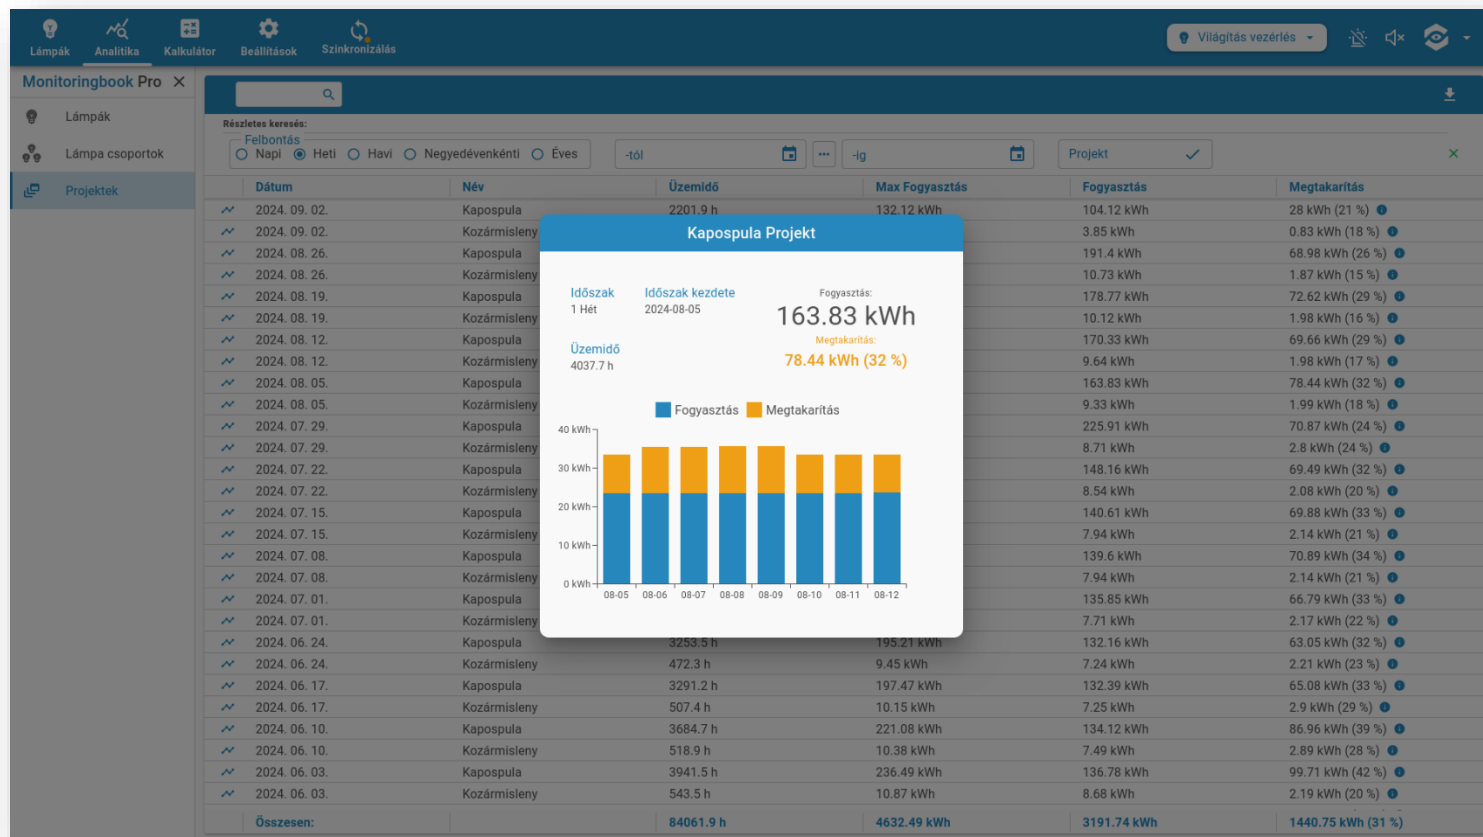 Lámpák Analitika Kalkulátor Beállítások Szinkronizálás Világítás vezérlés
Monitoringbook Pro
Lámpák
Lámpa csoportok
Projektek
Részletes keresés:
Felbontás
Napi Heti Havi Negyedévenkénti Éves -tól -ig Projekt
Dátum Név Üzemidő Max Fogyasztás Fogyasztás Megtakarítás
2024. 09. 02. Kapospula 2201.9 h 132.12 kWh 104.12 kWh 28 kWh (21 %)
2024. 09. 02. Kozármisleny 3.85 kWh 0.83 kWh (18 %)
2024. 08. 26. Kapospula 191.4 kWh 68.98 kWh (26 %)
2024. 08. 26. Kozármisleny 10.73 kWh 1.87 kWh (15 %)
2024. 08. 19. Kapospula 178.77 kWh 72.62 kWh (29 %)
2024. 08. 19. Kozármisleny 10.12 kWh 1.98 kWh (16 %)
2024. 08. 12. Kapospula 170.33 kWh 69.66 kWh (29 %)
2024. 08. 12. Kozármisleny 9.64 kWh 1.98 kWh (17 %)
2024. 08. 05. Kapospula 163.83 kWh 78.44 kWh (32 %)
2024. 08. 05. Kozármisleny 9.33 kWh 1.99 kWh (18 %)
2024. 07. 29. Kapospula 225.91 kWh 70.87 kWh (24 %)
2024. 07. 29. Kozármisleny 8.71 kWh 2.8 kWh (24 %)
2024. 07. 22. Kapospula 148.16 kWh 69.49 kWh (32 %)
2024. 07. 22. Kozármisleny 8.54 kWh 2.08 kWh (20 %)
2024. 07. 15. Kapospula 140.61 kWh 69.88 kWh (33 %)
2024. 07. 15. Kozármisleny 7.94 kWh 2.14 kWh (21 %)
2024. 07. 08. Kapospula 139.6 kWh 70.89 kWh (34 %)
2024. 07. 08. Kozármisleny 7.94 kWh 2.14 kWh (21 %)
2024. 07. 01. Kapospula 135.85 kWh 66.79 kWh (33 %)
2024. 07. 01. Kozármisleny 7.71 kWh 2.17 kWh (22 %)
2024. 06. 24. Kapospula 3253.5 h 195.21 kWh 132.16 kWh 63.05 kWh (32 %)
2024. 06. 24. Kozármisleny 472.3 h 9.45 kWh 7.24 kWh 2.21 kWh (23 %)
2024. 06. 17. Kapospula 3291.2 h 197.47 kWh 132.39 kWh 65.08 kWh (33 %)
2024. 06. 17. Kozármisleny 507.4 h 10.15 kWh 7.25 kWh 2.9 kWh (29 %)
2024. 06. 10. Kapospula 3684.7 h 221.08 kWh 134.12 kWh 86.96 kWh (39 %)
2024. 06. 10. Kozármisleny 518.9 h 10.38 kWh 7.49 kWh 2.89 kWh (28 %)
2024. 06. 03. Kapospula 3941.5 h 236.49 kWh 136.78 kWh 99.71 kWh (42 %)
2024. 06. 03. Kozármisleny 543.5 h 10.87 kWh 8.68 kWh 2.19 kWh (20 %)
Összesen: 84061.9 h 4632.49 kWh 3191.74 kWh 1440.75 kWh (31 %)
Kapospula Projekt
Időszak Időszak kezdete Fogyasztás:
1 Hét 2024-08-05 163.83 kWh
Üzemidő Megtakarítás:
4037.7 h 78.44 kWh (32 %)
Fogyasztás Megtakarítás
40 kWh
30 kWh
20 kWh
10 kWh
0 kWh
08-05 08-06 08-07 08-08 08-09 08-10 08-11 08-12